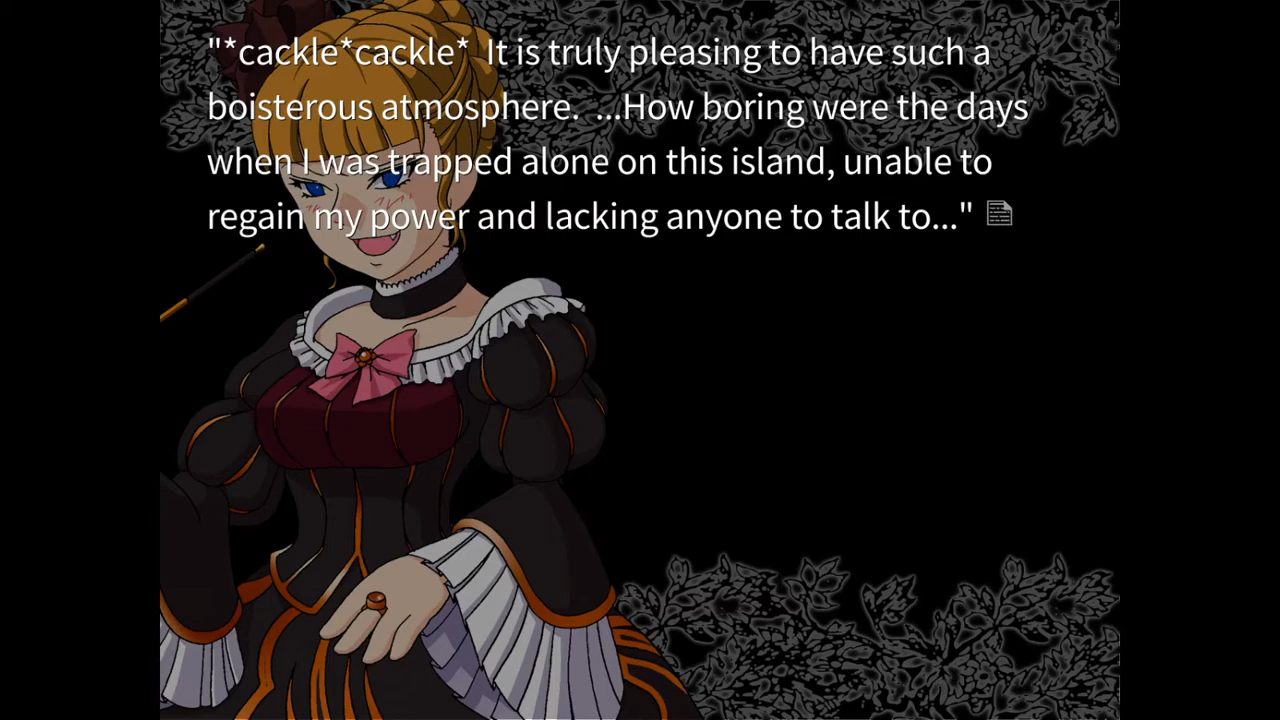 "*cackle*cackle*  It is truly pleasing to have such a
boisterous atmosphere.  ...How boring were the days
when I was trapped alone on this island, unable to
regain my power and lacking anyone to talk to..."